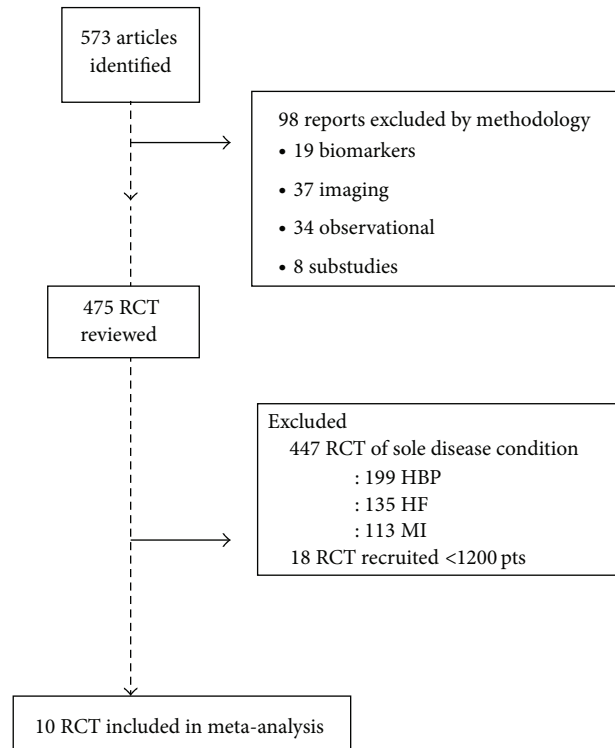 573 articles
identified
98 reports excluded by methodology
• 19 biomarkers
• 37 imaging
• 34 observational
• 8 substudies
475 RCT
reviewed
Excluded
447 RCT of sole disease condition
: 199 HBP
: 135 HF
: 113 MI
18 RCT recruited <1200 pts
10 RCT included in meta-analysis